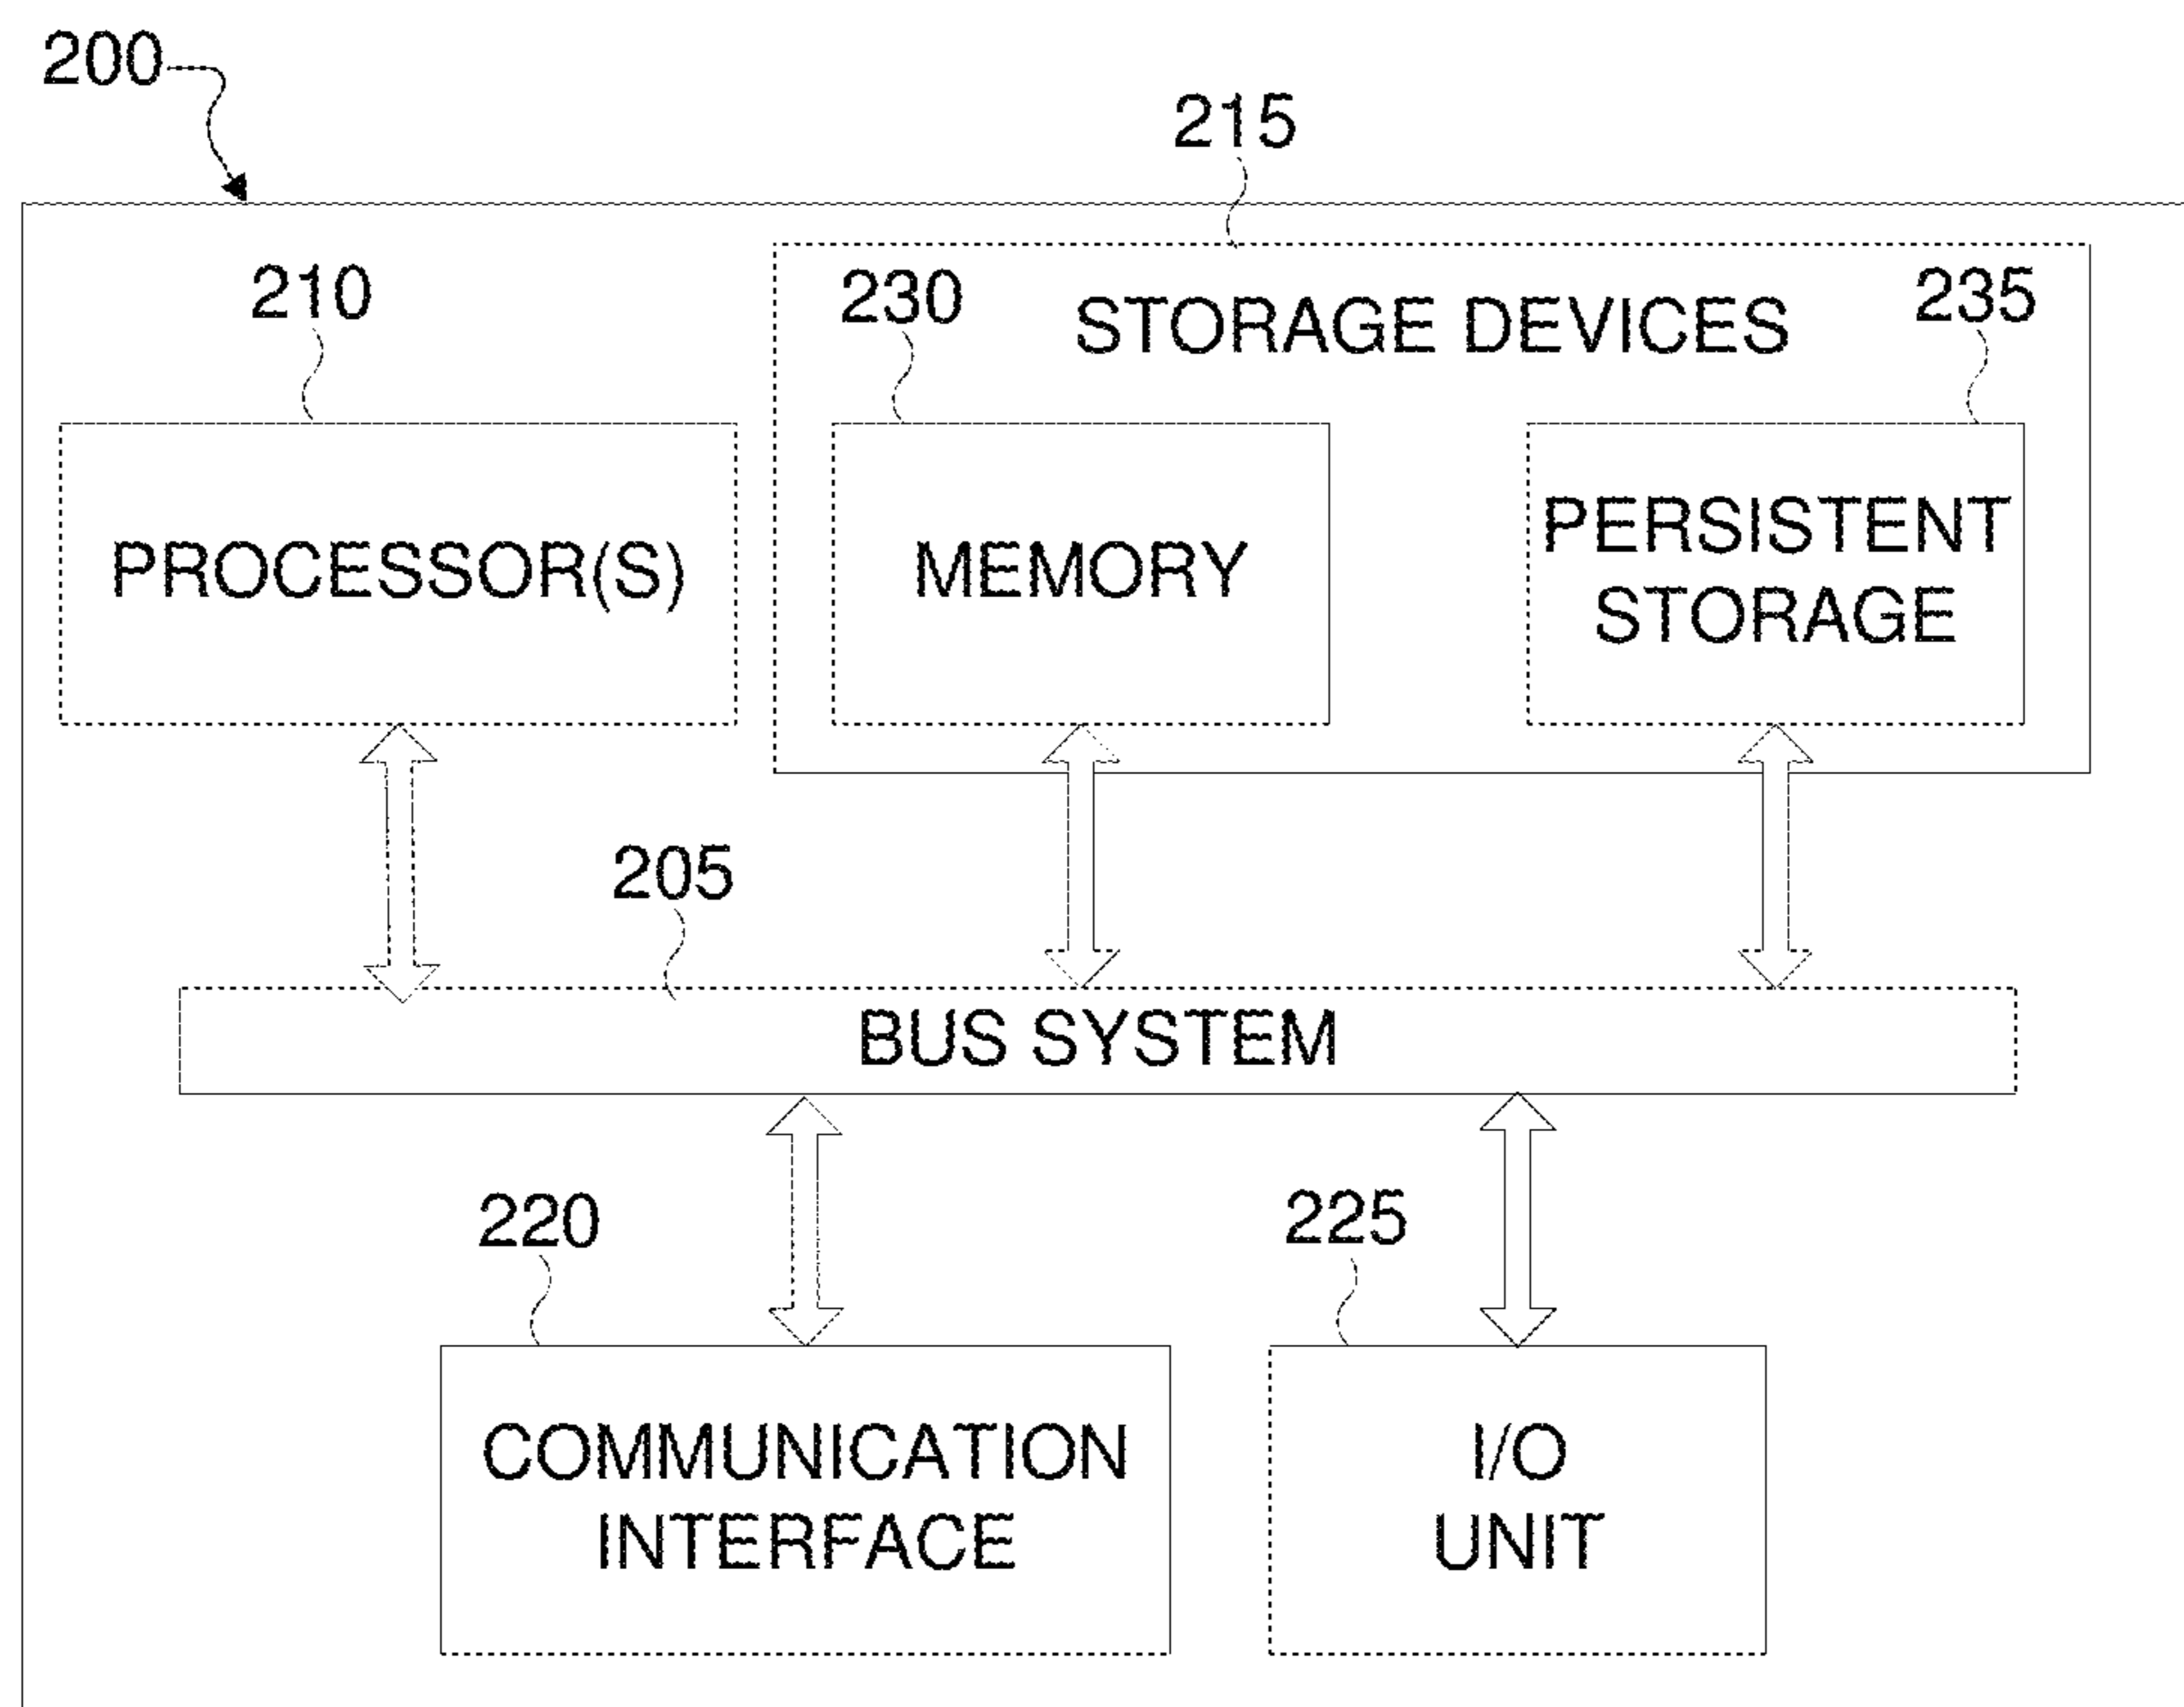 200
215
210
230
STORAGE DEVICES
235
PROCESSOR(S)
MEMORY
PERSISTENT
STORAGE
205
BUS SYSTEM
220
225
COMMUNICATION
INTERFACE
I/O
UNIT